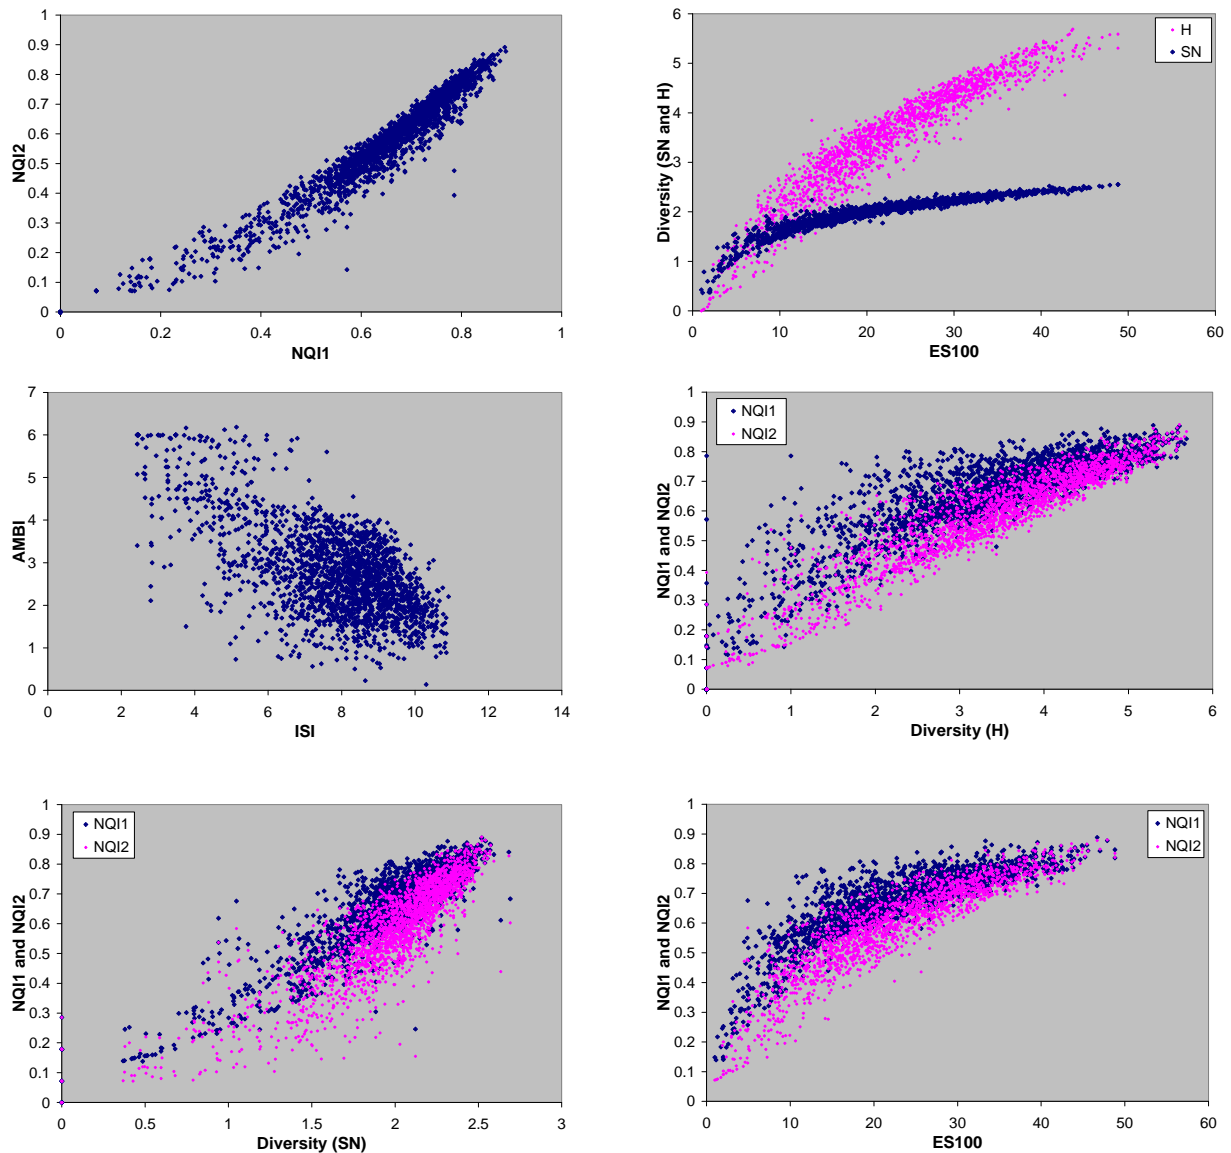 1
0.9
0.8
0.7
0.6
0.5
0.4
0.3
0.2
0.1
0
NQI2
0 0.2 0.4 0.6 0.8 1
NQI1
6
5
4
3
2
1
0
Diversity (SN and H)
H
SN
0 10 20 30 40 50 60
ES100
7
6
5
4
3
2
1
0
AMBI
0 2 4 6 8 10 12 14
ISI
1
0.9
0.8
0.7
0.6
0.5
0.4
0.3
0.2
0.1
0
NQI1 and NQI2
NQI1
NQI2
0 1 2 3 4 5 6
Diversity (H)
1
0.9
0.8
0.7
0.6
0.5
0.4
0.3
0.2
0.1
0
NQI1 and NQI2
NQI1
NQI2
0 0.5 1 1.5 2 2.5 3
Diversity (SN)
1
0.9
0.8
0.7
0.6
0.5
0.4
0.3
0.2
0.1
0
NQI1 and NQI2
NQI1
NQI2
0 10 20 30 40 50 60
ES100